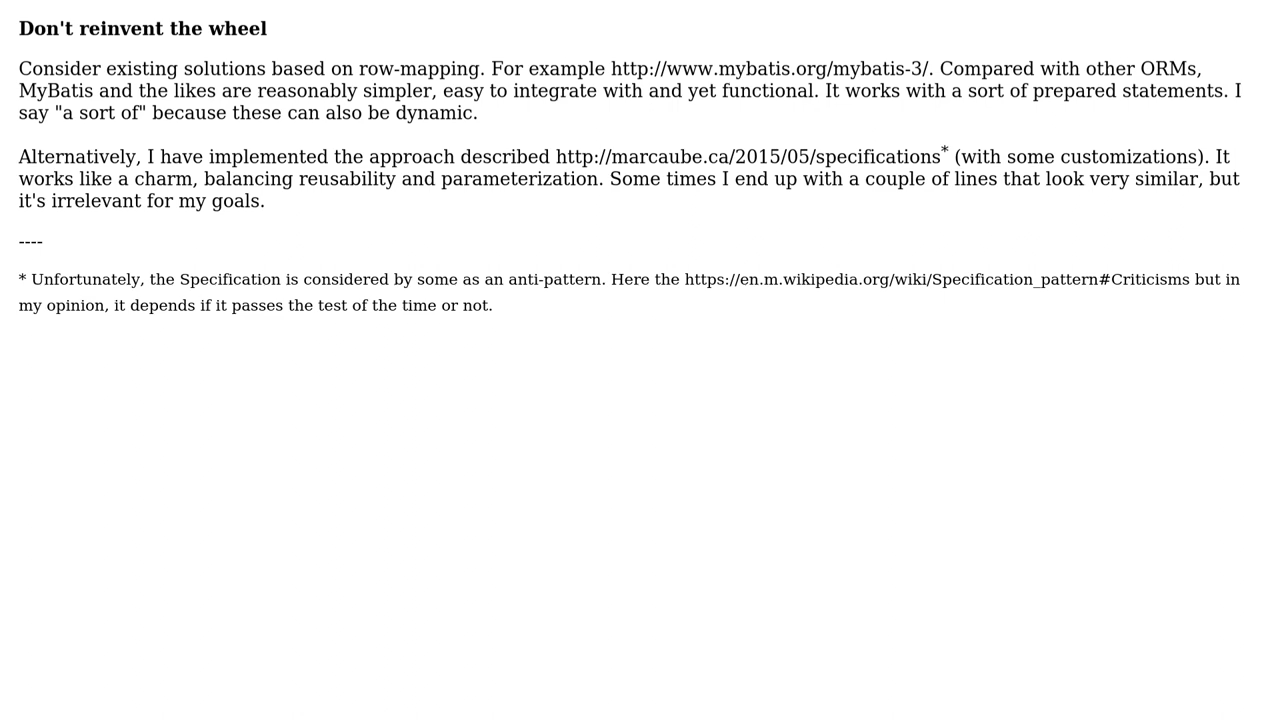 Don't reinvent the wheel
Consider existing solutions based on row-mapping. For example http://www.mybatis.org/mybatis-3/. Compared with other ORMs,
MyBatis and the likes are reasonably simpler, easy to integrate with and yet functional. It works with a sort of prepared statements. I
say "a sort of" because these can also be dynamic.
Alternatively, I have implemented the approach described http://marcaube.ca/2015/05/specifications* (with some customizations). It
works like a charm, balancing reusability and parameterization. Some times I end up with a couple of lines that look very similar, but
it's irrelevant for my goals.
----
* Unfortunately, the Specification is considered by some as an anti-pattern. Here the https://en.m.wikipedia.org/wiki/Specification_pattern#Criticisms but in
my opinion, it depends if it passes the test of the time or not.